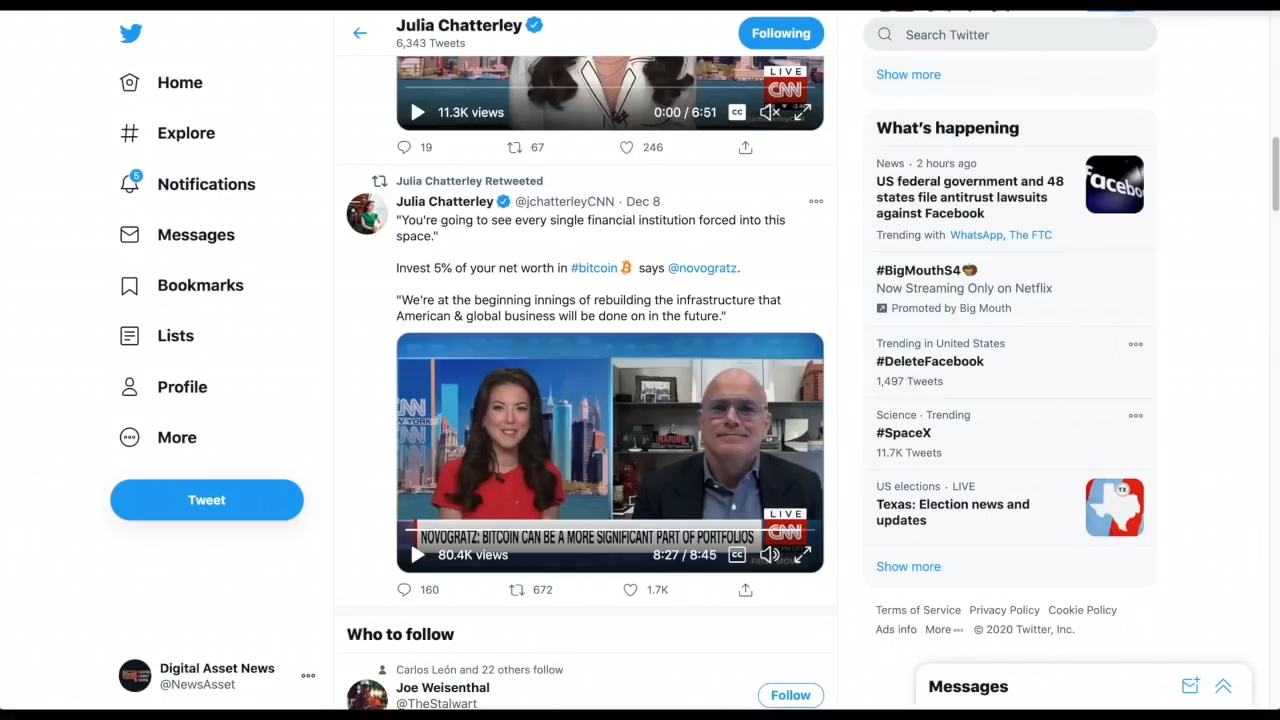 Home
Explore
5
Notifications
Messages
Bookmarks
Lists
Profile
More
Tweet
Digital Asset News
@NewsAsset
Julia Chatterley
6,343 Tweets
Following
LIVE
CNN
11.3K views
0:00 / 6:51
CC
19
67
246
Julia Chatterley Retweeted
Julia Chatterley @jchatterleyCNN · Dec 8
"You're going to see every single financial institution forced into this
space."
Invest 5% of your net worth in #bitcoin says @novogratz.
"We're at the beginning innings of rebuilding the infrastructure that
American & global business will be done on in the future."
CNN
W YORK
CNN
HARING
LIVE
CNN
NOVOGRATZ: BITCOIN CAN BE A MORE SIGNIFICANT PART OF PORTFOLIOS
80.4K views
8:27 / 8:45
CC
160
672
1.7K
Who to follow
Carlos León and 22 others follow
Joe Weisenthal
@TheStalwart
Follow
Search Twitter
Show more
What's happening
News · 2 hours ago
US federal government and 48
states file antitrust lawsuits
against Facebook
Trending with WhatsApp, The FTC
facebo
#BigMouthS4
Now Streaming Only on Netflix
Promoted by Big Mouth
Trending in United States
#DeleteFacebook
1,497 Tweets
Science · Trending
#SpaceX
11.7K Tweets
US elections · LIVE
Texas: Election news and
updates
TX
Show more
Terms of Service Privacy Policy Cookie Policy
Ads info More © 2020 Twitter, Inc.
Messages